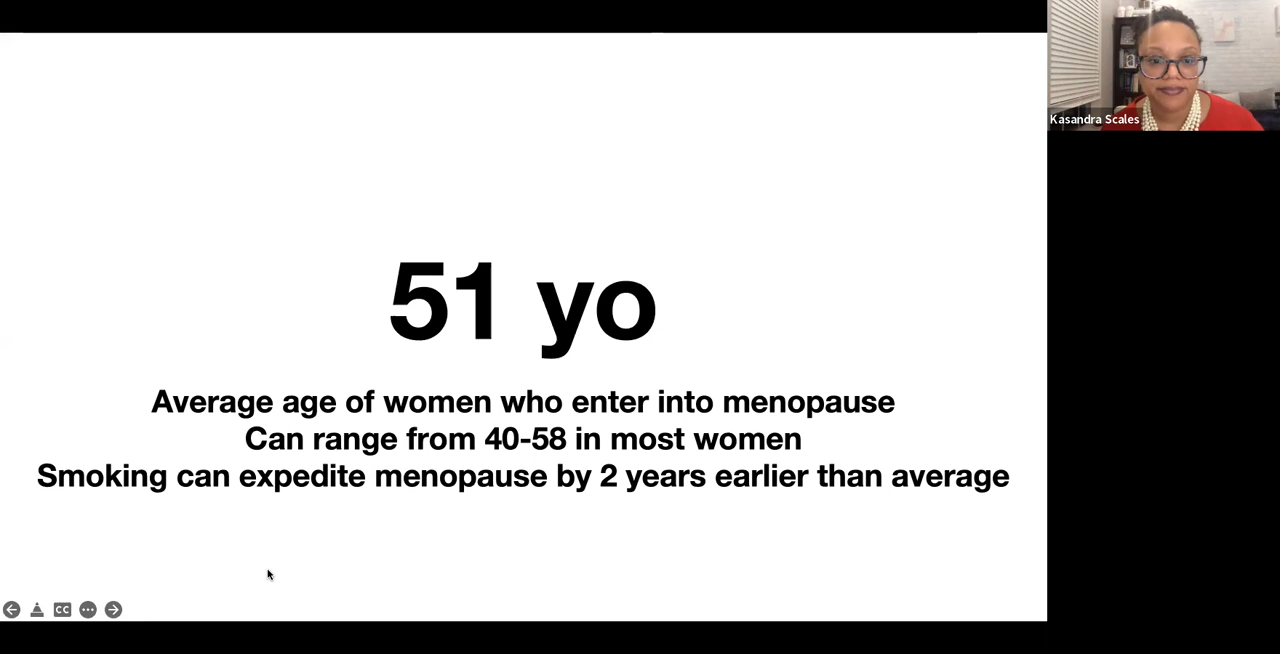 51 yo
Average age of women who enter into menopause
Can range from 40-58 in most women
Smoking can expedite menopause by 2 years earlier than average
Kasandra Scales
CC